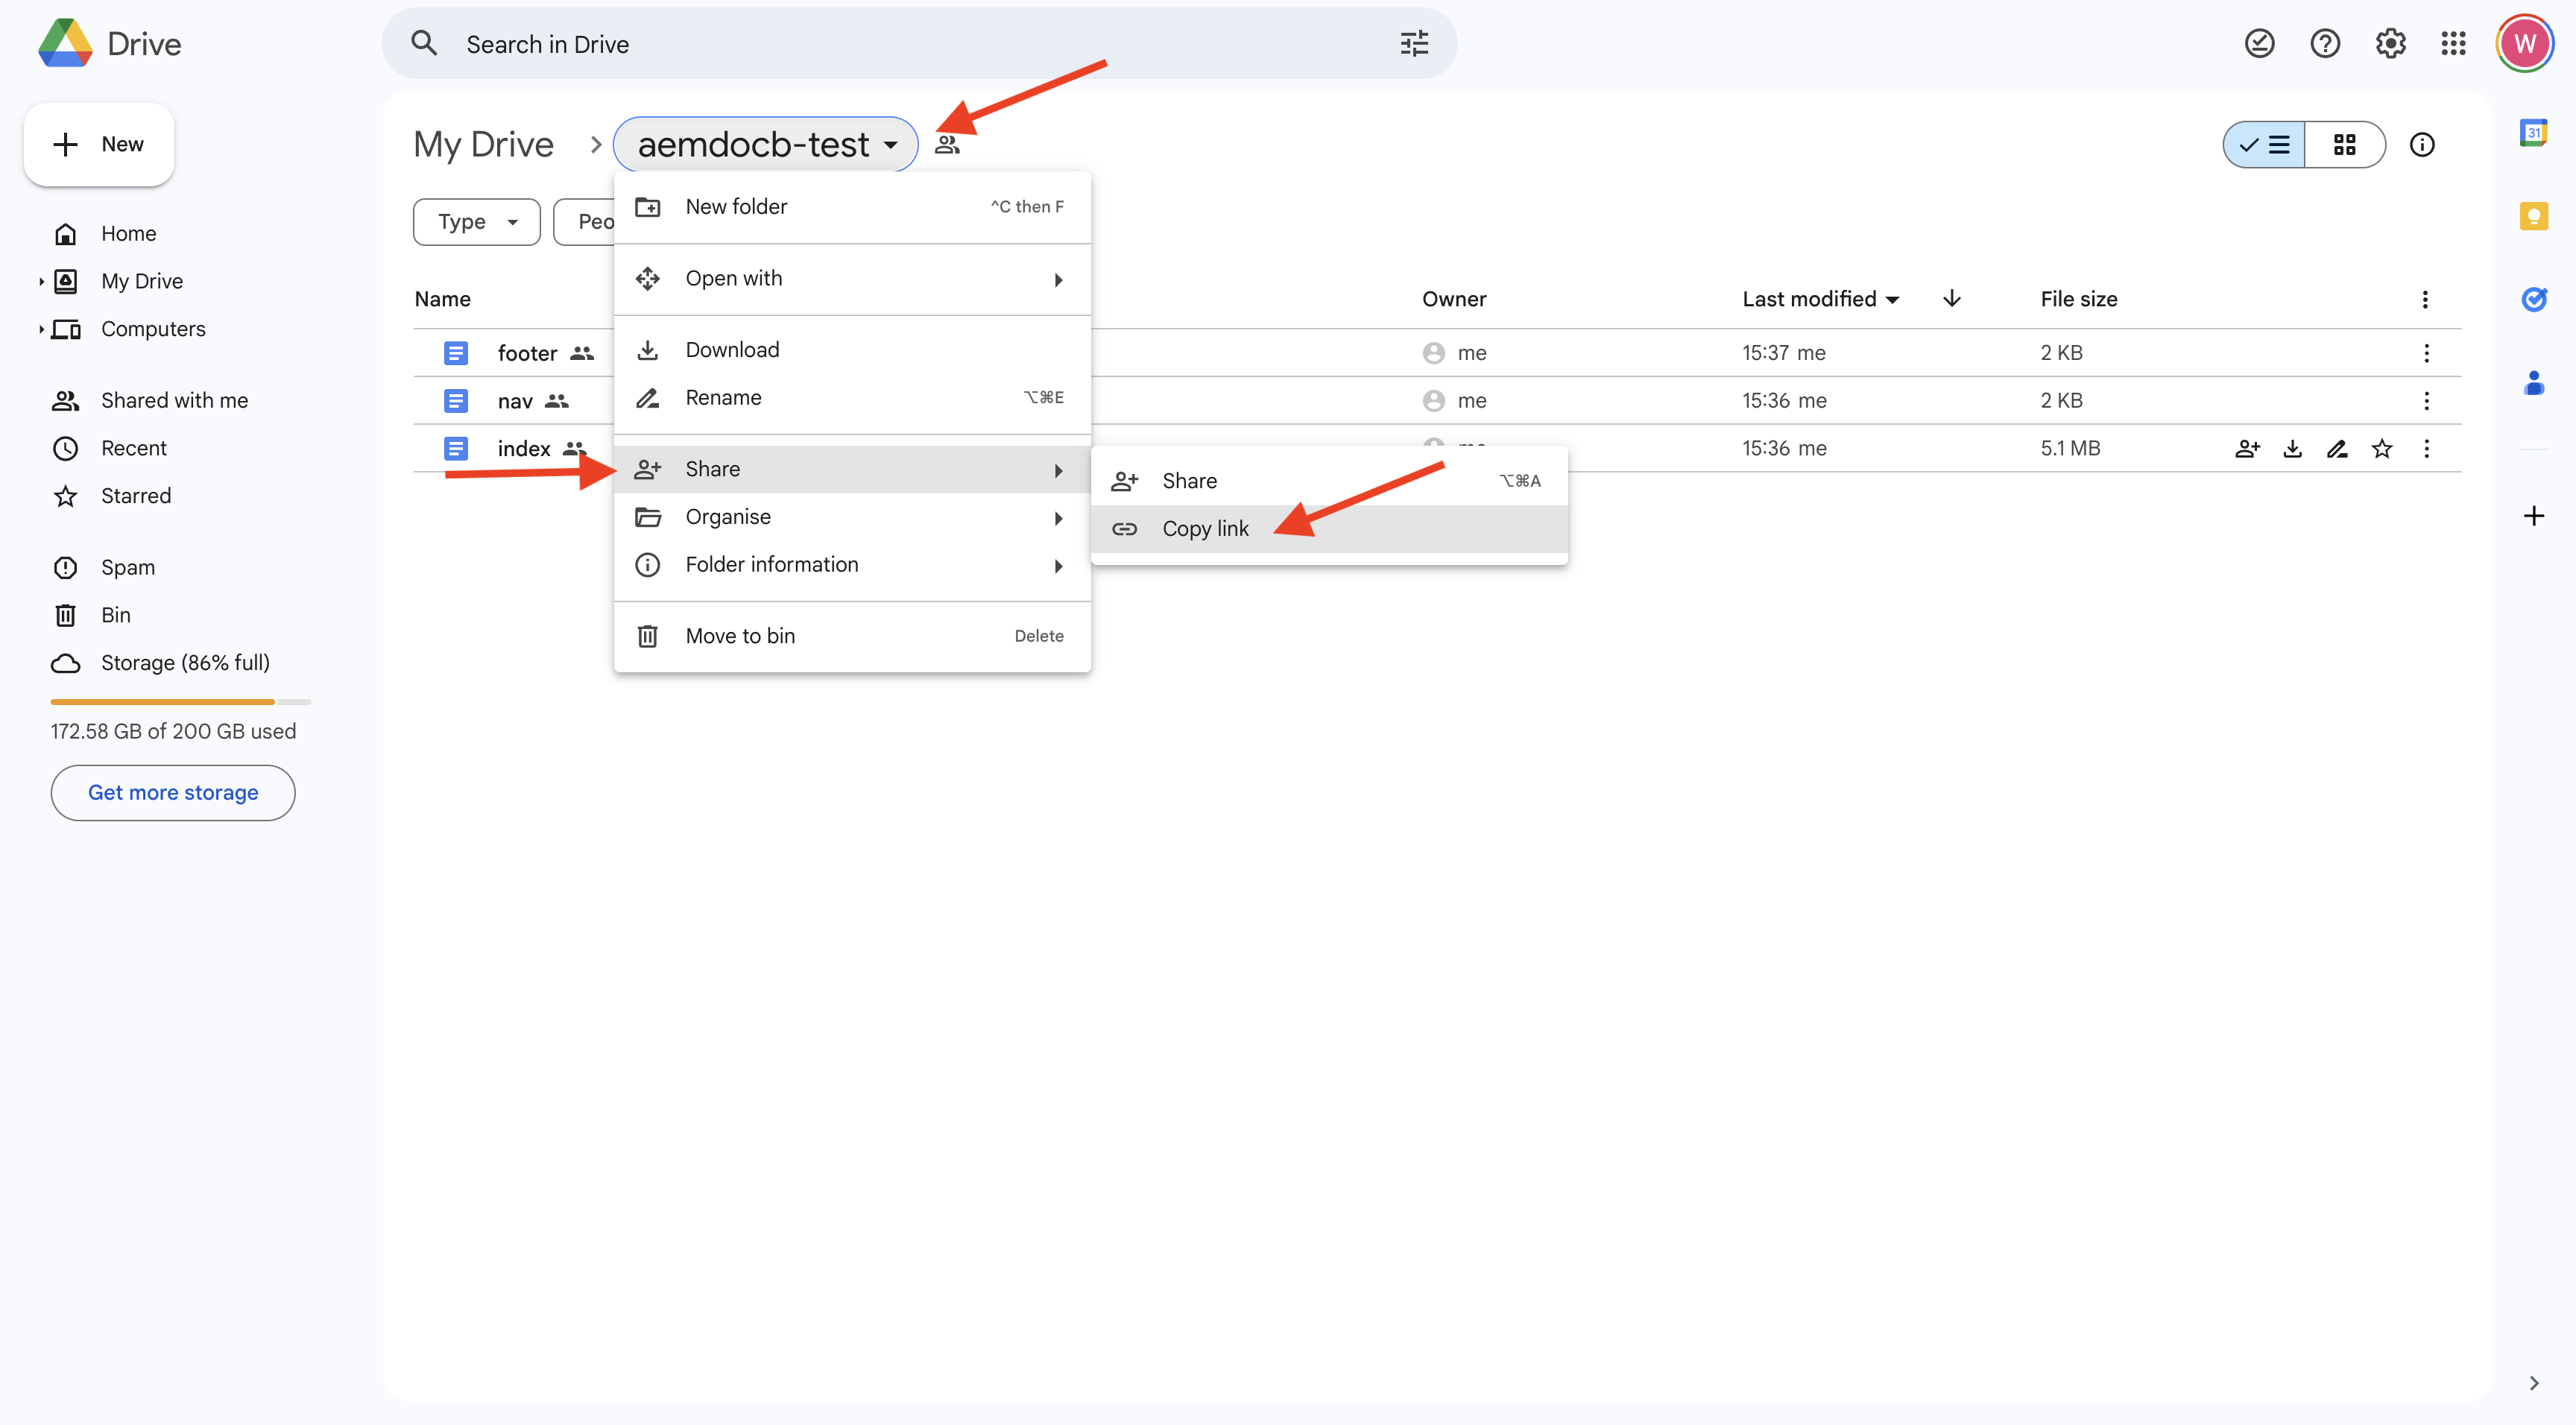 Drive
Search in Drive
W
New
My Drive
aemdocb-test
31
Home
My Drive
Computers
Shared with me
Recent
Starred
Spam
Bin
Storage (86% full)
172.58 GB of 200 GB used
Get more storage
Type
Peo
New folder ^C then F
Open with
Download
Rename ⌥⌘E
Share
Organise
Folder information
Move to bin Delete
Share ⌥⌘A
Copy link
Name Owner Last modified File size
footer me 15:37 me 2 KB
nav me 15:36 me 2 KB
index 15:36 me 5.1 MB